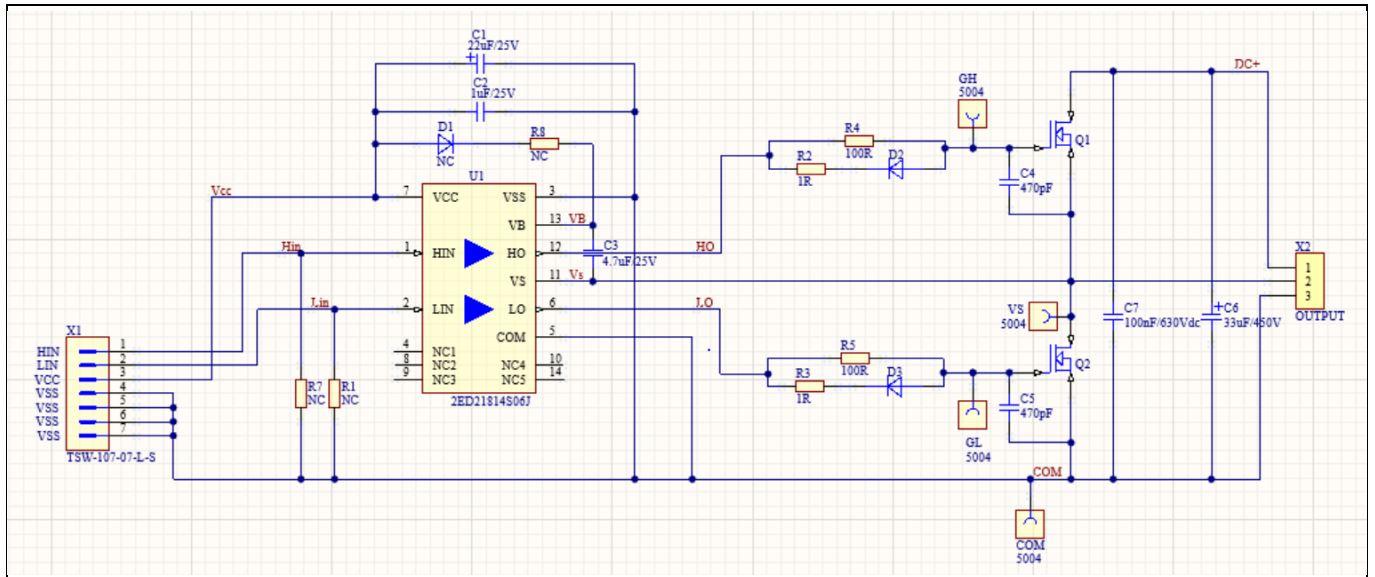 C1
22uF/25V
C2
1uF/25V
D1
NC
R8
NC
U1
Vcc
7
VCC
VSS
3
VB
13
VB
Hin
1
HIN
HO
12
C3
4.7uF/25V
HO
VS
11
Vs
Lin
2
LIN
LO
6
LO
COM
5
4
NC1
8
NC2
NC4
10
9
NC3
NC5
14
2ED21814S06J
X1
HIN
1
LIN
2
VCC
3
VSS
4
VSS
5
VSS
6
VSS
7
TSW-107-07-L-S
R7
NC
R1
NC
GH
5004
R4
100R
R2
1R
D2
Q1
C4
470pF
DC+
X2
1
2
3
OUTPUT
VS
5004
C7
100nF/630Vdc
C6
33uF/450V
R5
100R
R3
1R
D3
Q2
C5
470pF
GL
5004
COM
COM
5004